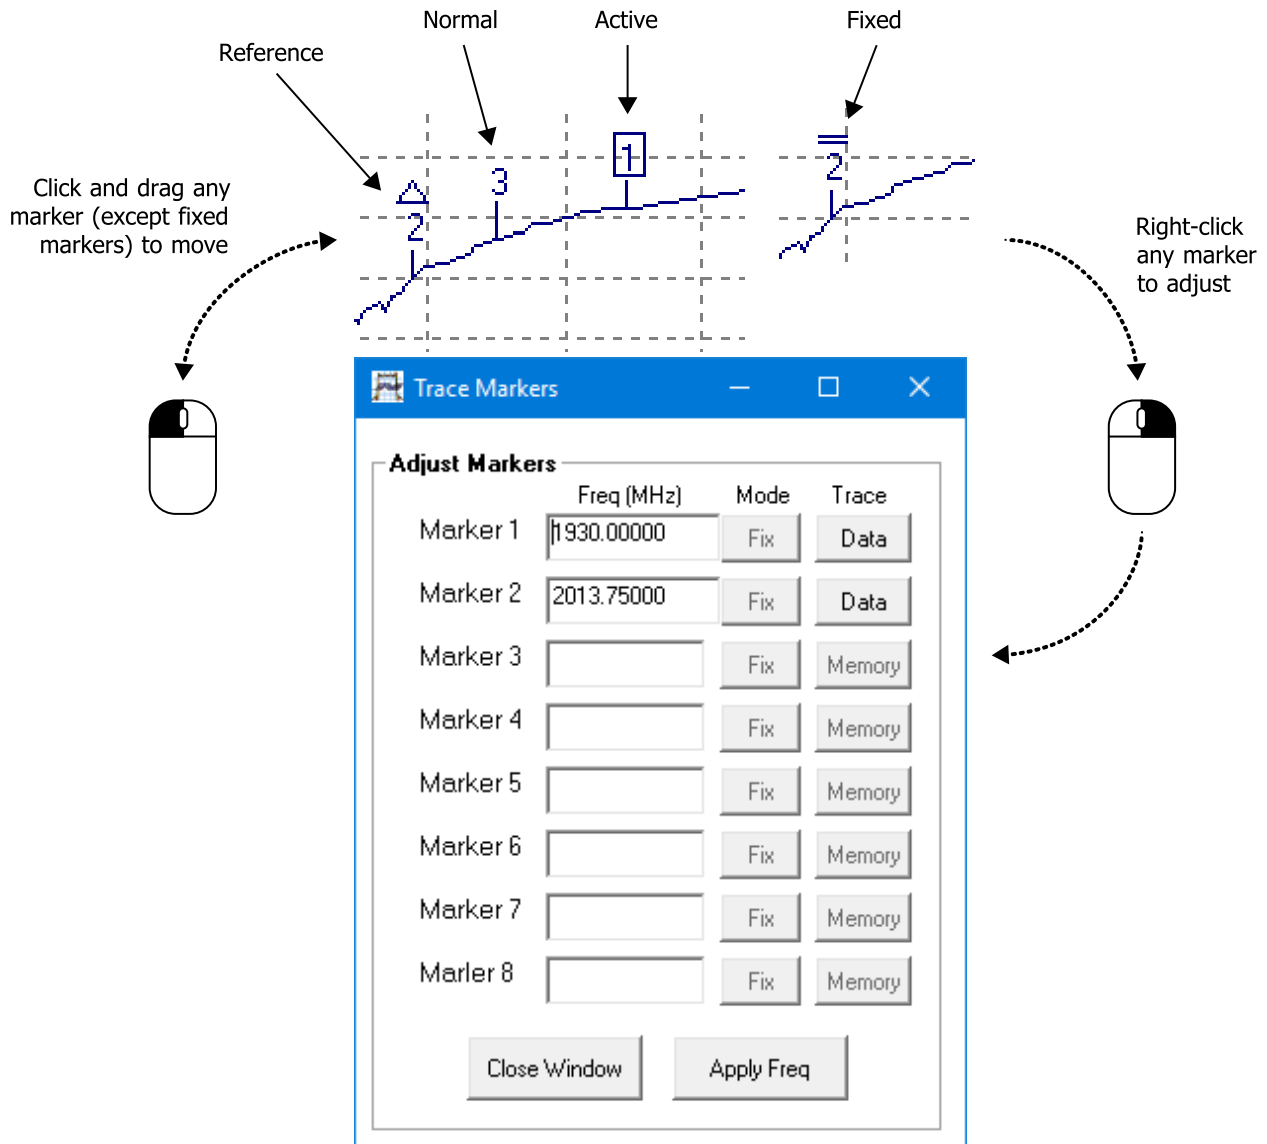 Normal
Active
Fixed
Reference
3
1
2
2
Click and drag any
marker (except fixed
markers) to move
Right-click
any marker
to adjust
Trace Markers
Adjust Markers
Freq (MHz) Mode Trace
Marker 1 1930.00000 Fix Data
Marker 2 2013.75000 Fix Data
Marker 3 Fix Memory
Marker 4 Fix Memory
Marker 5 Fix Memory
Marker 6 Fix Memory
Marker 7 Fix Memory
Marler 8 Fix Memory
Close Window Apply Freq